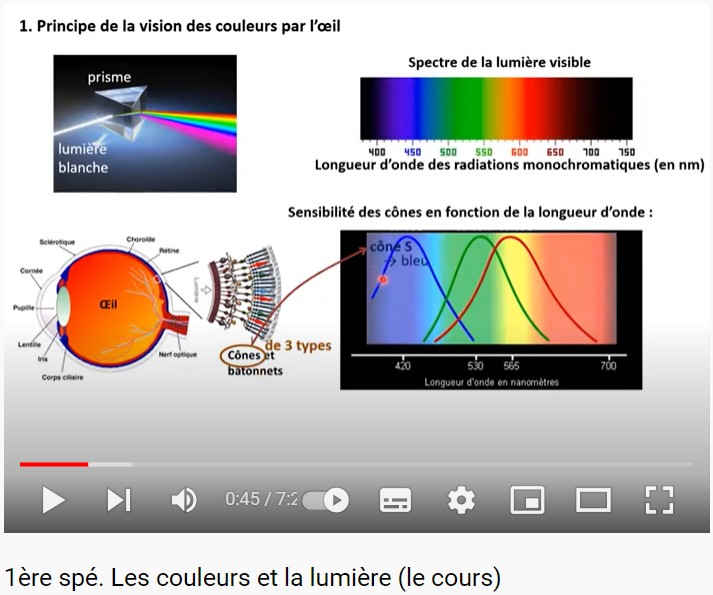 1. Principe de la vision des couleurs par l'œil
prisme
lumière
blanche
Spectre de la lumière visible
400 450 500 550 600 650 700 750
Longueur d'onde des radiations monochromatiques (en nm)
Sensibilité des cônes en fonction de la longueur d'onde :
Sclérotique
Choroïde
Rétine
Cornée
Pupille
Œil
Lentille
Iris
Corps ciliaire
Nerf optique
Lumière
Cônes et
bâtonnets
de 3 types
cône S
→ bleu
420 530 565 700
Longueur d'onde en nanomètres
0:45 / 7:2
1ère spé. Les couleurs et la lumière (le cours)